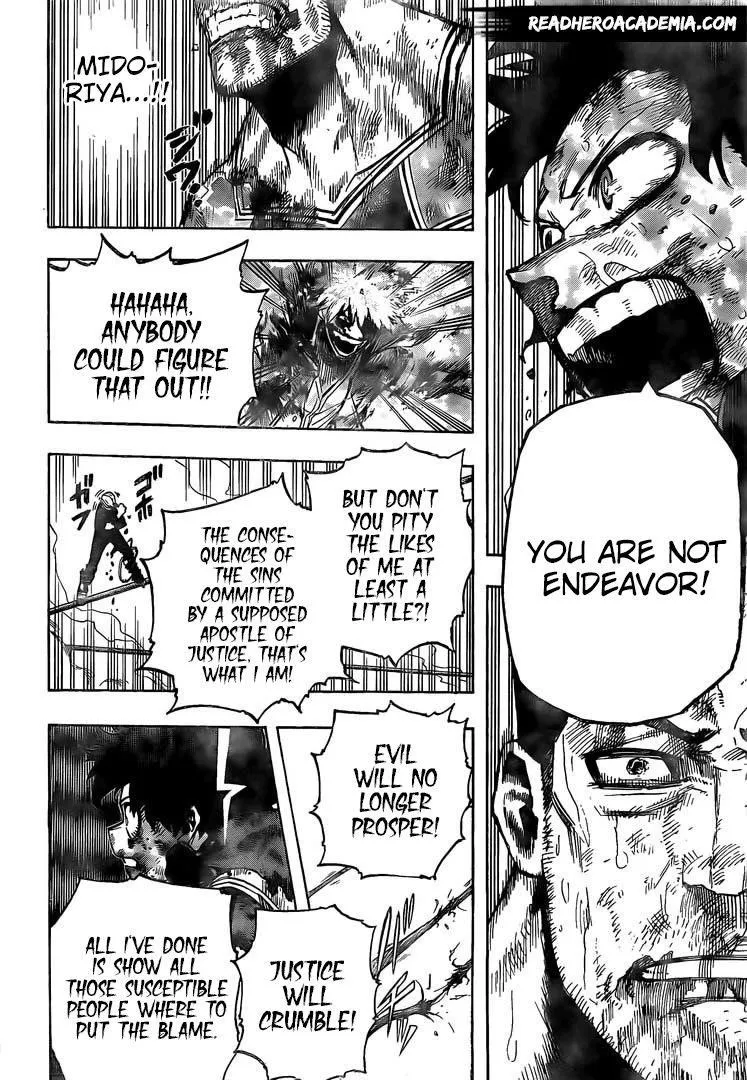 READHEROACADEMIA.COM
YOU ARE NOT
ENDEAVOR!
MIDO-
RIYA...!!
HAHAHA,
ANYBODY
COULD FIGURE
THAT OUT!!
BUT DON'T
YOU PITY
THE LIKES
OF ME AT
LEAST A
LITTLE?!
THE CONSE-
QUENCES OF
THE SINS
COMMITTED
BY A SUPPOSED
APOSTLE OF
JUSTICE, THAT'S
WHAT I AM!
EVIL
WILL NO
LONGER
PROSPER!
JUSTICE
WILL
CRUMBLE!
ALL I'VE DONE
IS SHOW ALL
THOSE SUSCEPTIBLE
PEOPLE WHERE TO
PUT THE BLAME.